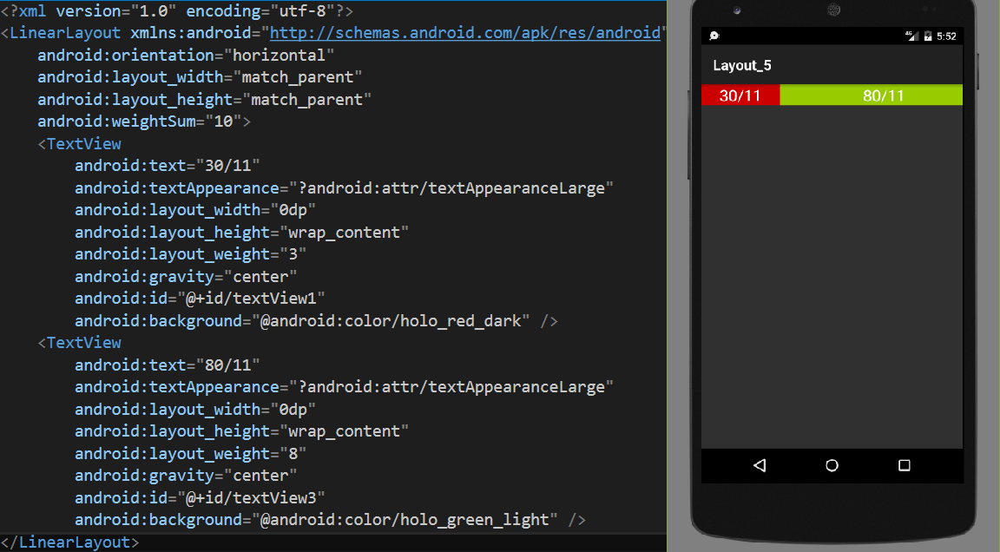 <?xml version="1.0" encoding="utf-8"?>
<LinearLayout xmlns:android="http://schemas.android.com/apk/res/android"
android:orientation="horizontal"
android:layout_width="match_parent"
android:layout_height="match_parent"
android:weightSum="10">
<TextView
android:text="30/11"
android:textAppearance="?android:attr/textAppearanceLarge"
android:layout_width="0dp"
android:layout_height="wrap_content"
android:layout_weight="3"
android:gravity="center"
android:id="@+id/textView1"
android:background="@android:color/holo_red_dark" />
<TextView
android:text="80/11"
android:textAppearance="?android:attr/textAppearanceLarge"
android:layout_width="0dp"
android:layout_height="wrap_content"
android:layout_weight="8"
android:gravity="center"
android:id="@+id/textView3"
android:background="@android:color/holo_green_light" />
</LinearLayout>
4G 5:52
Layout_5
30/11 80/11